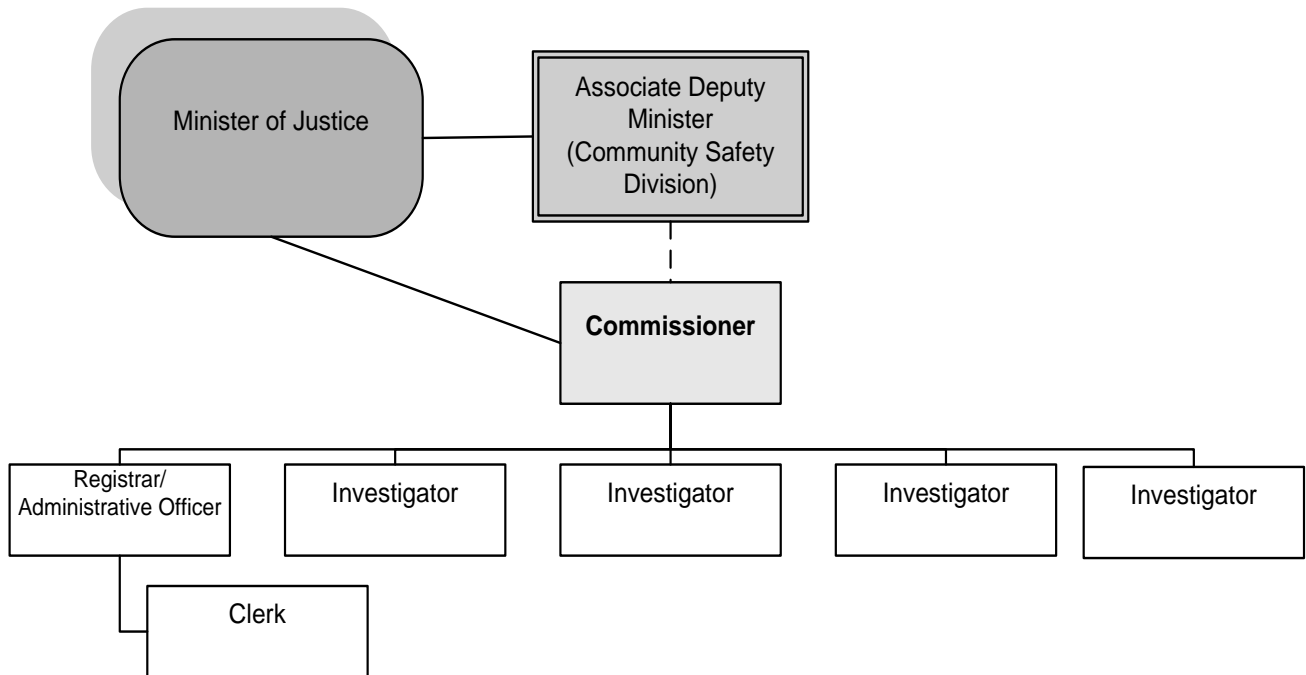 Minister of Justice
Associate Deputy
Minister
(Community Safety
Division)
Commissioner
Registrar/
Administrative Officer
Investigator
Investigator
Investigator
Investigator
Clerk